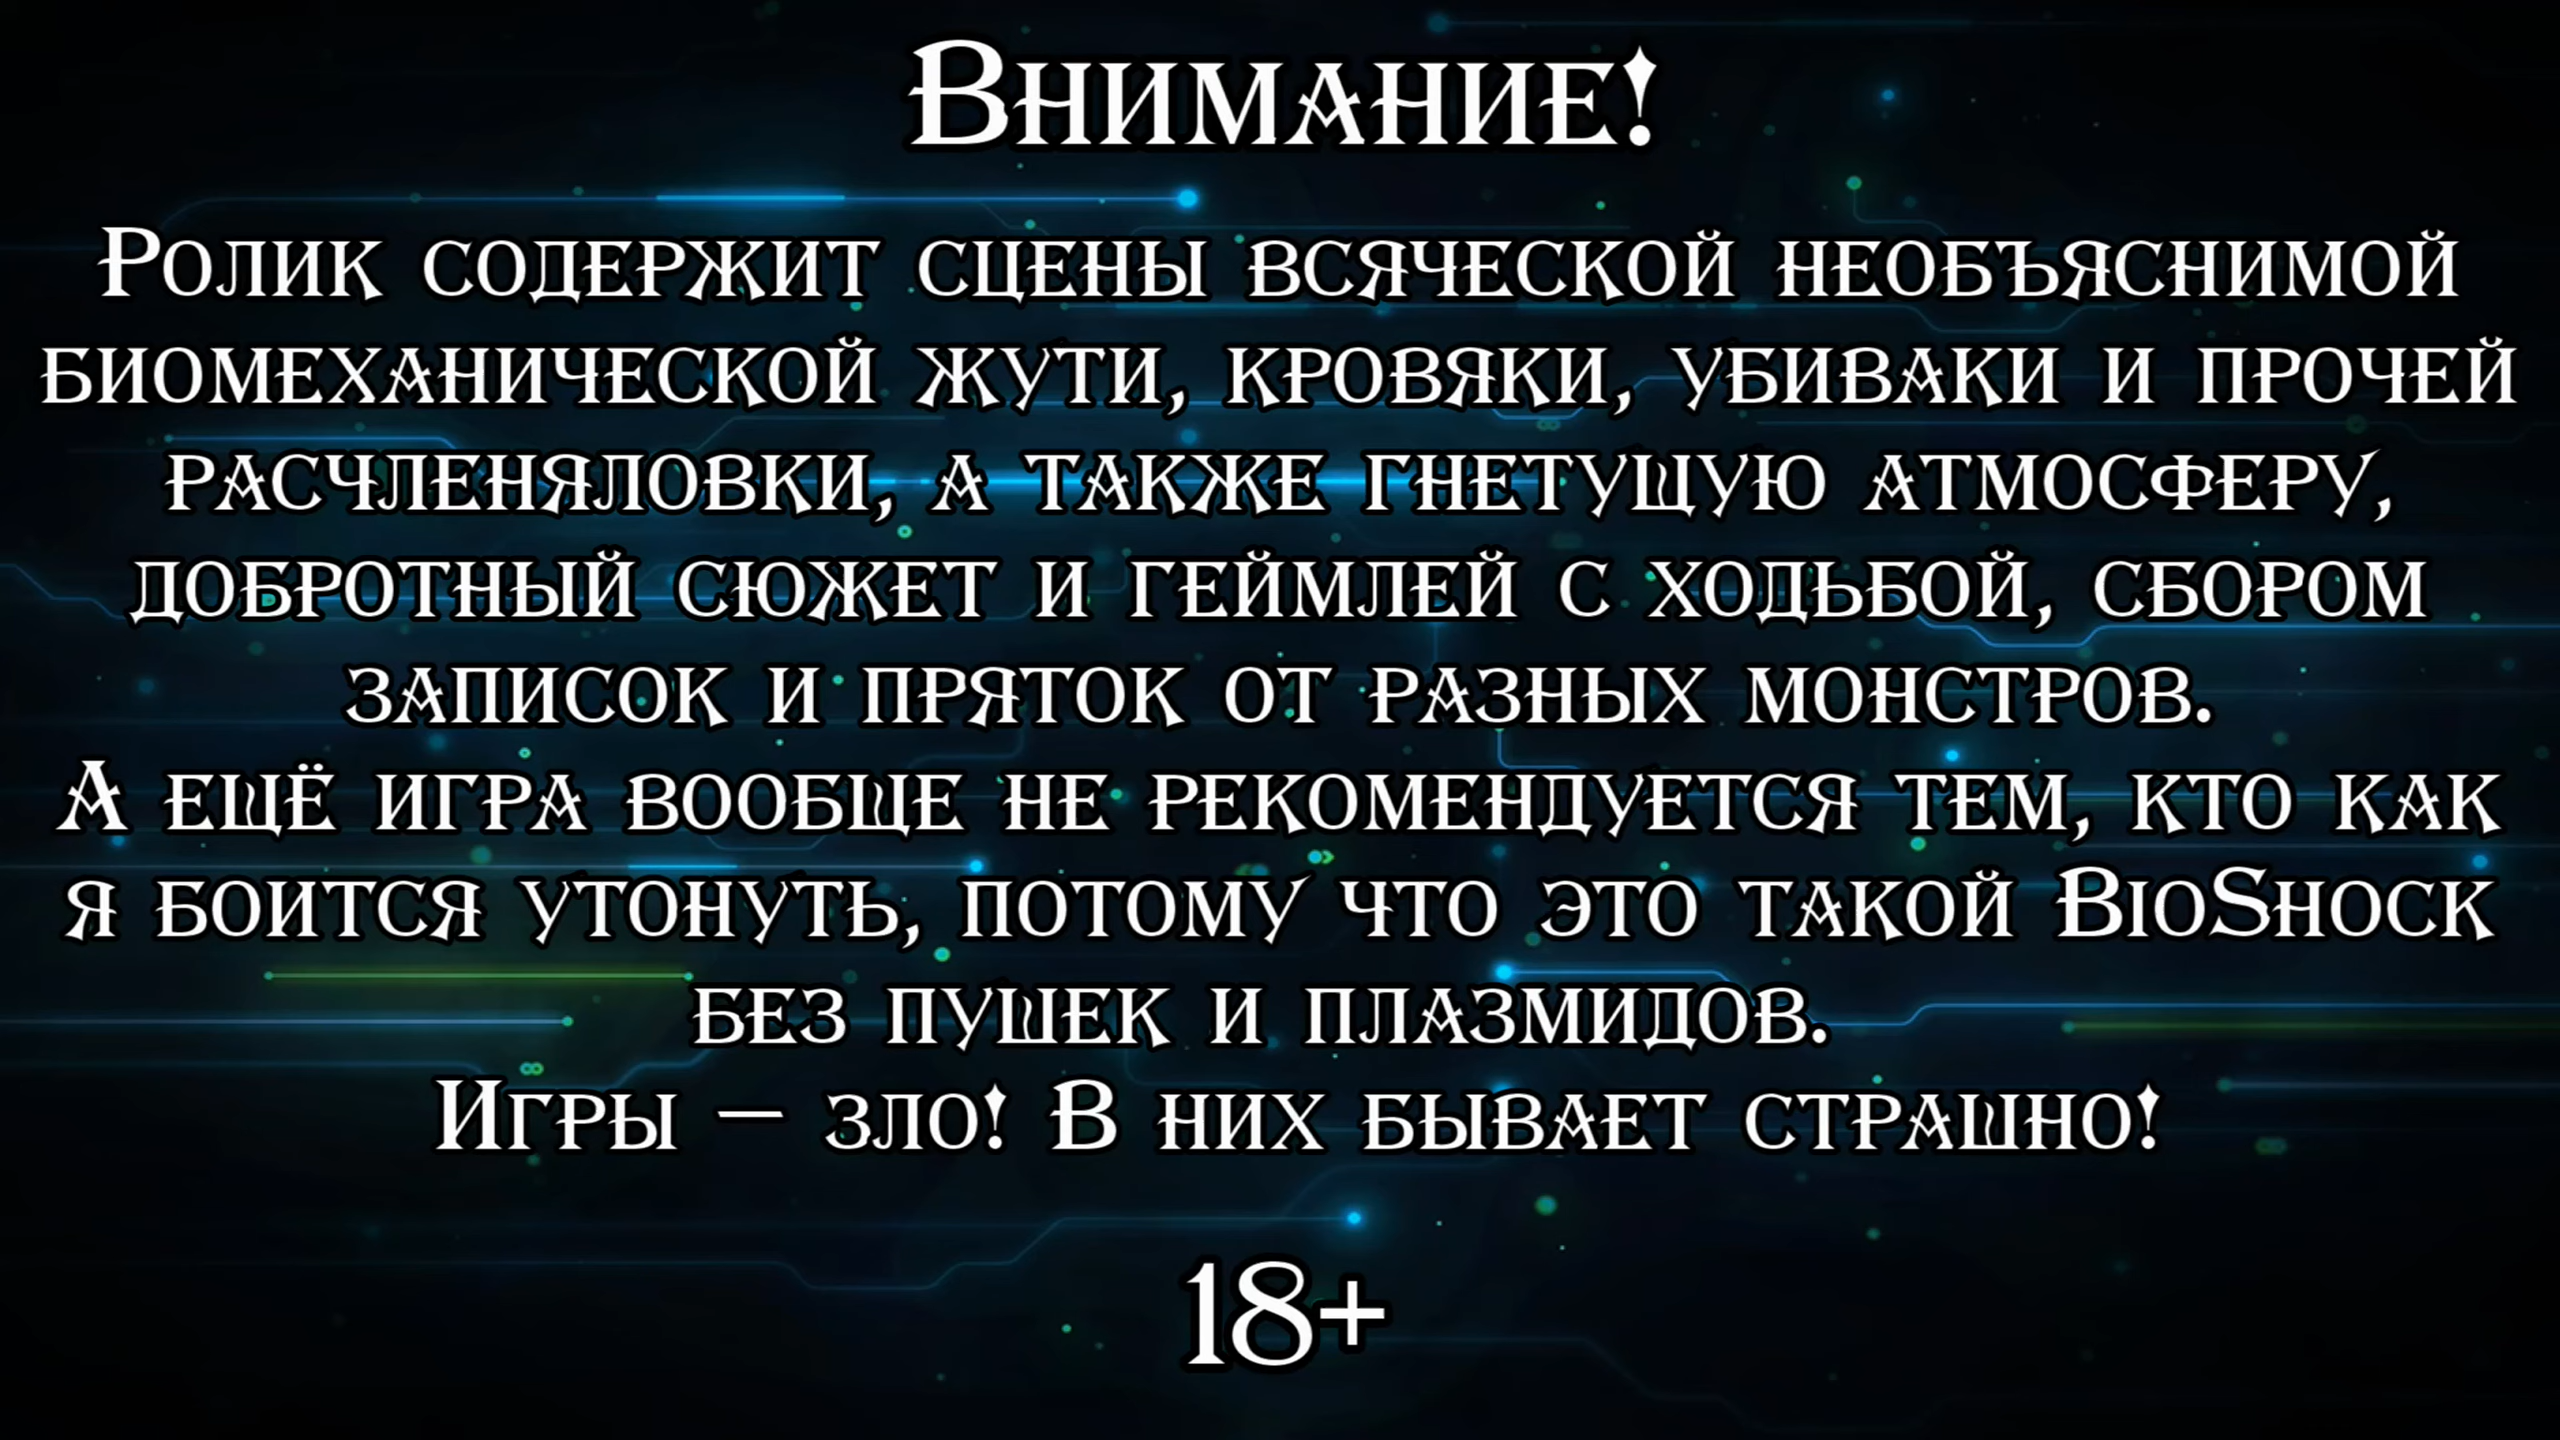 Внимание!
Ролик содержит сцены всяческой необъяснимой
биомеханической жути, кровяки, убиваки и прочей
расчленяловки, а также гнетущую атмосферу,
добротный сюжет и геймлей с ходьбой, сбором
записок и пряток от разных монстров.
А ещё игра вообще не рекомендуется тем, кто как
я боится утонуть, потому что это такой BioShock
без пушек и плазмидов.
Игры — зло! В них бывает страшно!
18+